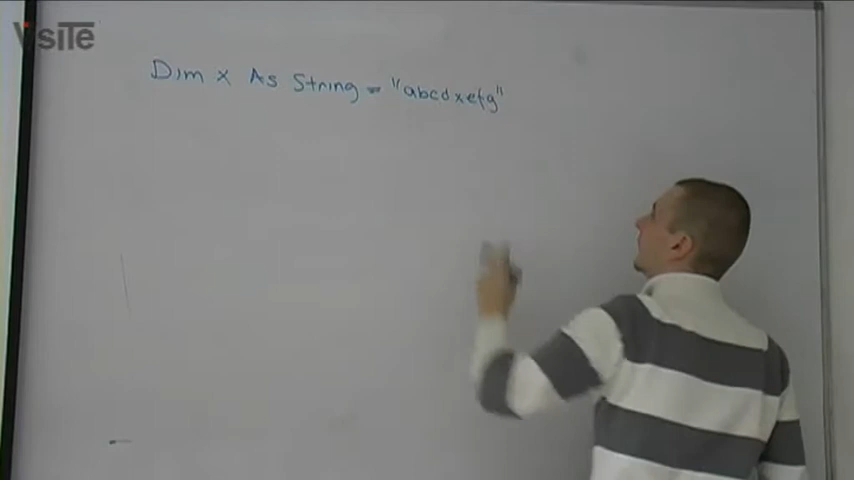 VisiTe
Dim x As String = "abcdxefg"